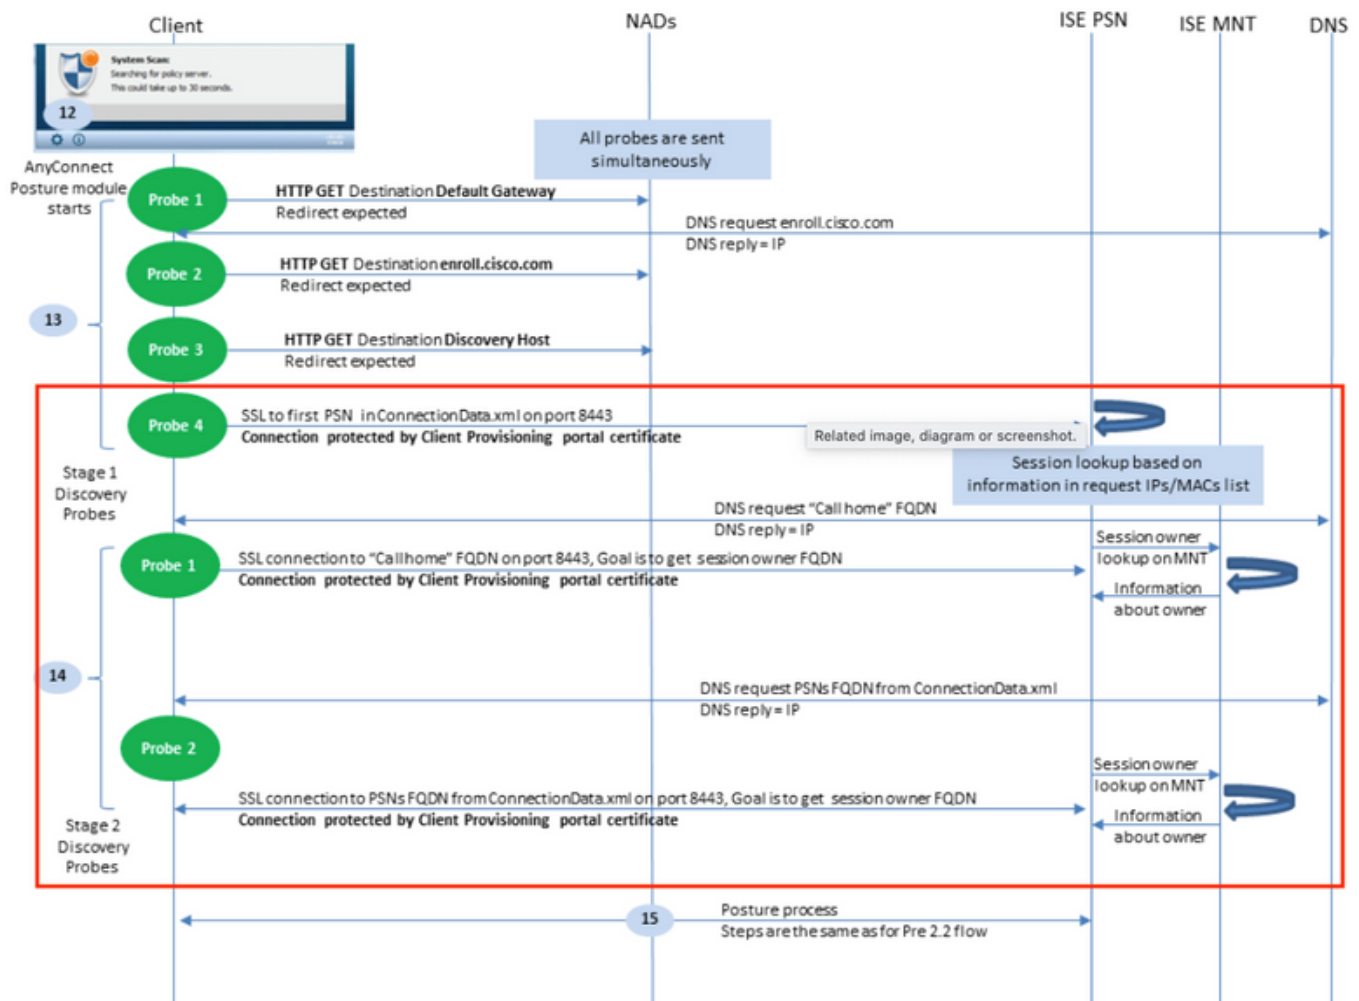 Client
NADs
ISE PSN
ISE MNT
DNS
System Scan:
Searching for policy server.
This could take up to 30 seconds.
12
All probes are sent
simultaneously
AnyConnect
Posture module
starts
Probe 1
HTTP GET Destination Default Gateway
Redirect expected
DNS request enroll.cisco.com
DNS reply = IP
Probe 2
HTTP GET Destination enroll.cisco.com
Redirect expected
13
Probe 3
HTTP GET Destination Discovery Host
Redirect expected
Probe 4
SSL to first PSN in ConnectionData.xml on port 8443
Connection protected by Client Provisioning portal certificate
Related image, diagram or screenshot.
Session lookup based on
information in request IPs/MACs list
Stage 1
Discovery
Probes
DNS request "Call home" FQDN
DNS reply = IP
Probe 1
SSL connection to "Callhome" FQDN on port 8443, Goal is to get session owner FQDN
Connection protected by Client Provisioning portal certificate
Session owner
lookup on MNT
Information
about owner
14
DNS request PSNs FQDN from ConnectionData.xml
DNS reply = IP
Probe 2
Session owner
lookup on MNT
SSL connection to PSNs FQDN from ConnectionData.xml on port 8443, Goal is to get session owner FQDN
Connection protected by Client Provisioning portal certificate
Information
about owner
Stage 2
Discovery
Probes
15
Posture process
Steps are the same as for Pre 2.2 flow